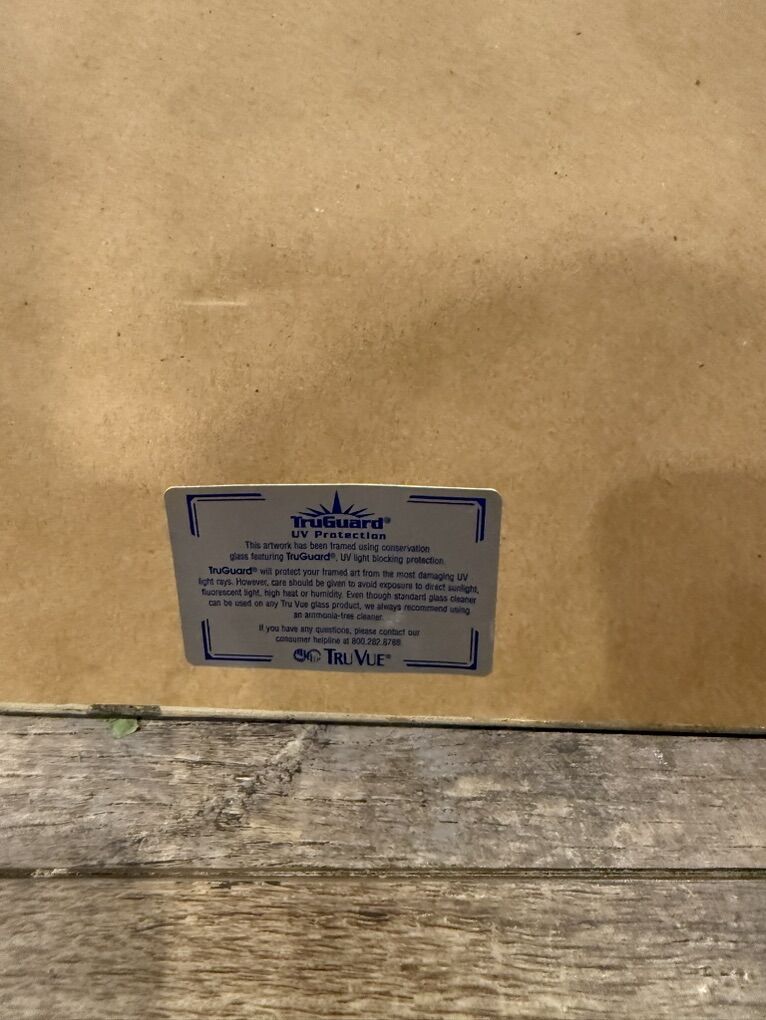 TruGuard®
UV Protection
This artwork has been framed using conservation
glass featuring TruGuard®, UV light blocking protection.
TruGuard® will protect your framed art from the most damaging UV
light rays. However, care should be given to avoid exposure to direct sunlight,
fluorescent light, high heat or humidity. Even though standard glass cleaner
can be used on any Tru Vue glass product, we always recommend using
an ammonia-free cleaner.
If you have any questions, please contact our
consumer helpline at 800.282.8788.
TRU VUE®